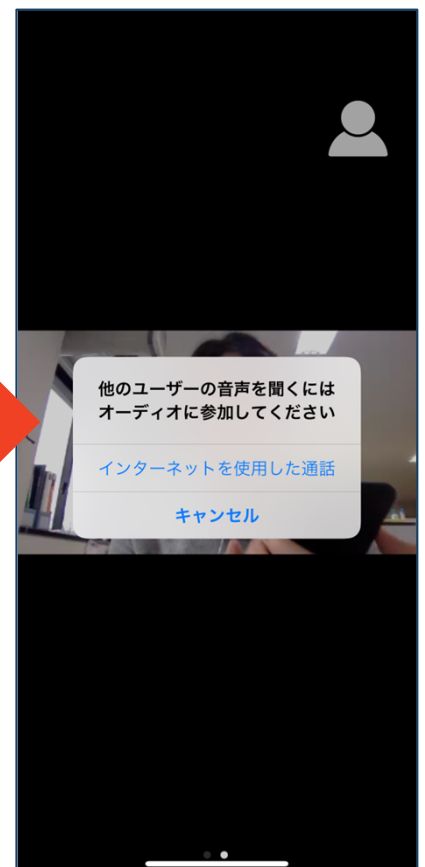 他のユーザーの音声を聞くには
オーディオに参加してください
インターネットを使用した通話
キャンセル